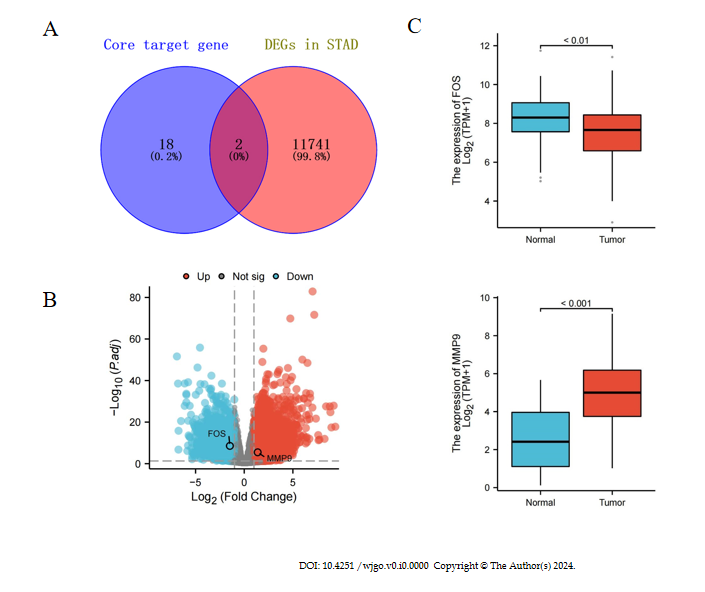 A
Core target gene
DEGs in STAD
18
(0.2%)
2
(0%)
11741
(99.8%)
B
Up
Not sig
Down
−Log10 (P.adj)
80
60
40
20
0
FOS
MMP9
−5
0
5
Log2 (Fold Change)
C
The expression of FOS
Log2 (TPM+1)
12
10
8
6
4
< 0.01
Normal
Tumor
The expression of MMP9
Log2 (TPM+1)
10
8
6
4
2
0
< 0.001
Normal
Tumor
DOI: 10.4251 /wjgo.v0.i0.0000 Copyright © The Author(s) 2024.